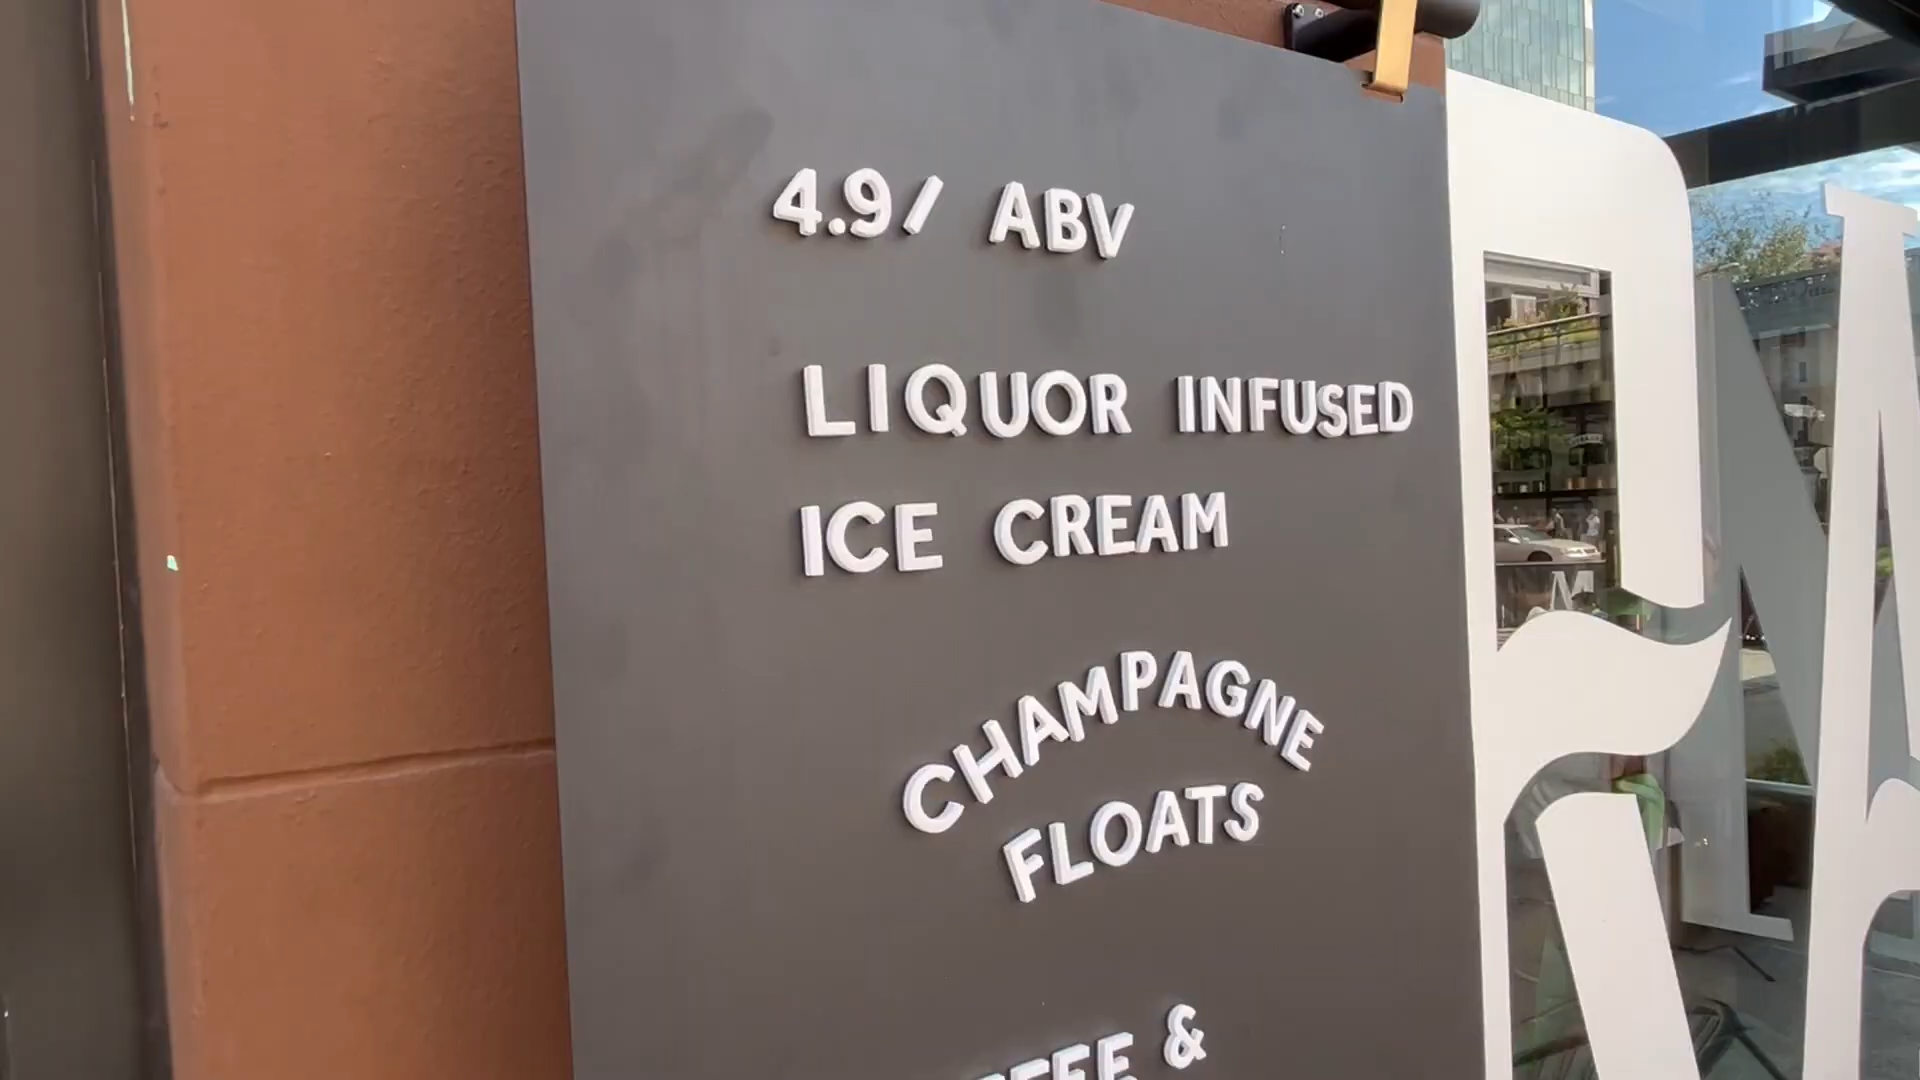 4.9/ ABV
LIQUOR INFUSED
ICE CREAM
CHAMPAGNE
FLOATS
&